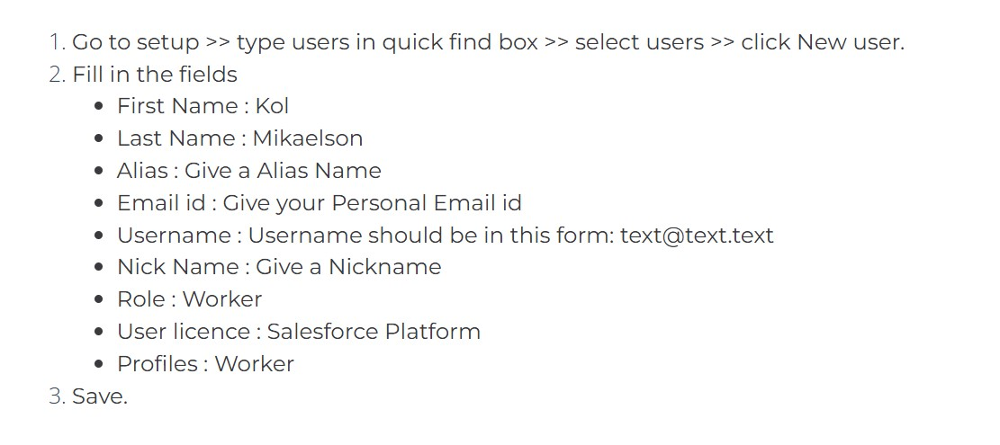 1. Go to setup >> type users in quick find box >> select users >> click New user.
2. Fill in the fields
• First Name : Kol
• Last Name : Mikaelson
• Alias : Give a Alias Name
• Email id : Give your Personal Email id
• Username : Username should be in this form: text@text.text
• Nick Name : Give a Nickname
• Role : Worker
• User licence : Salesforce Platform
• Profiles : Worker
3. Save.